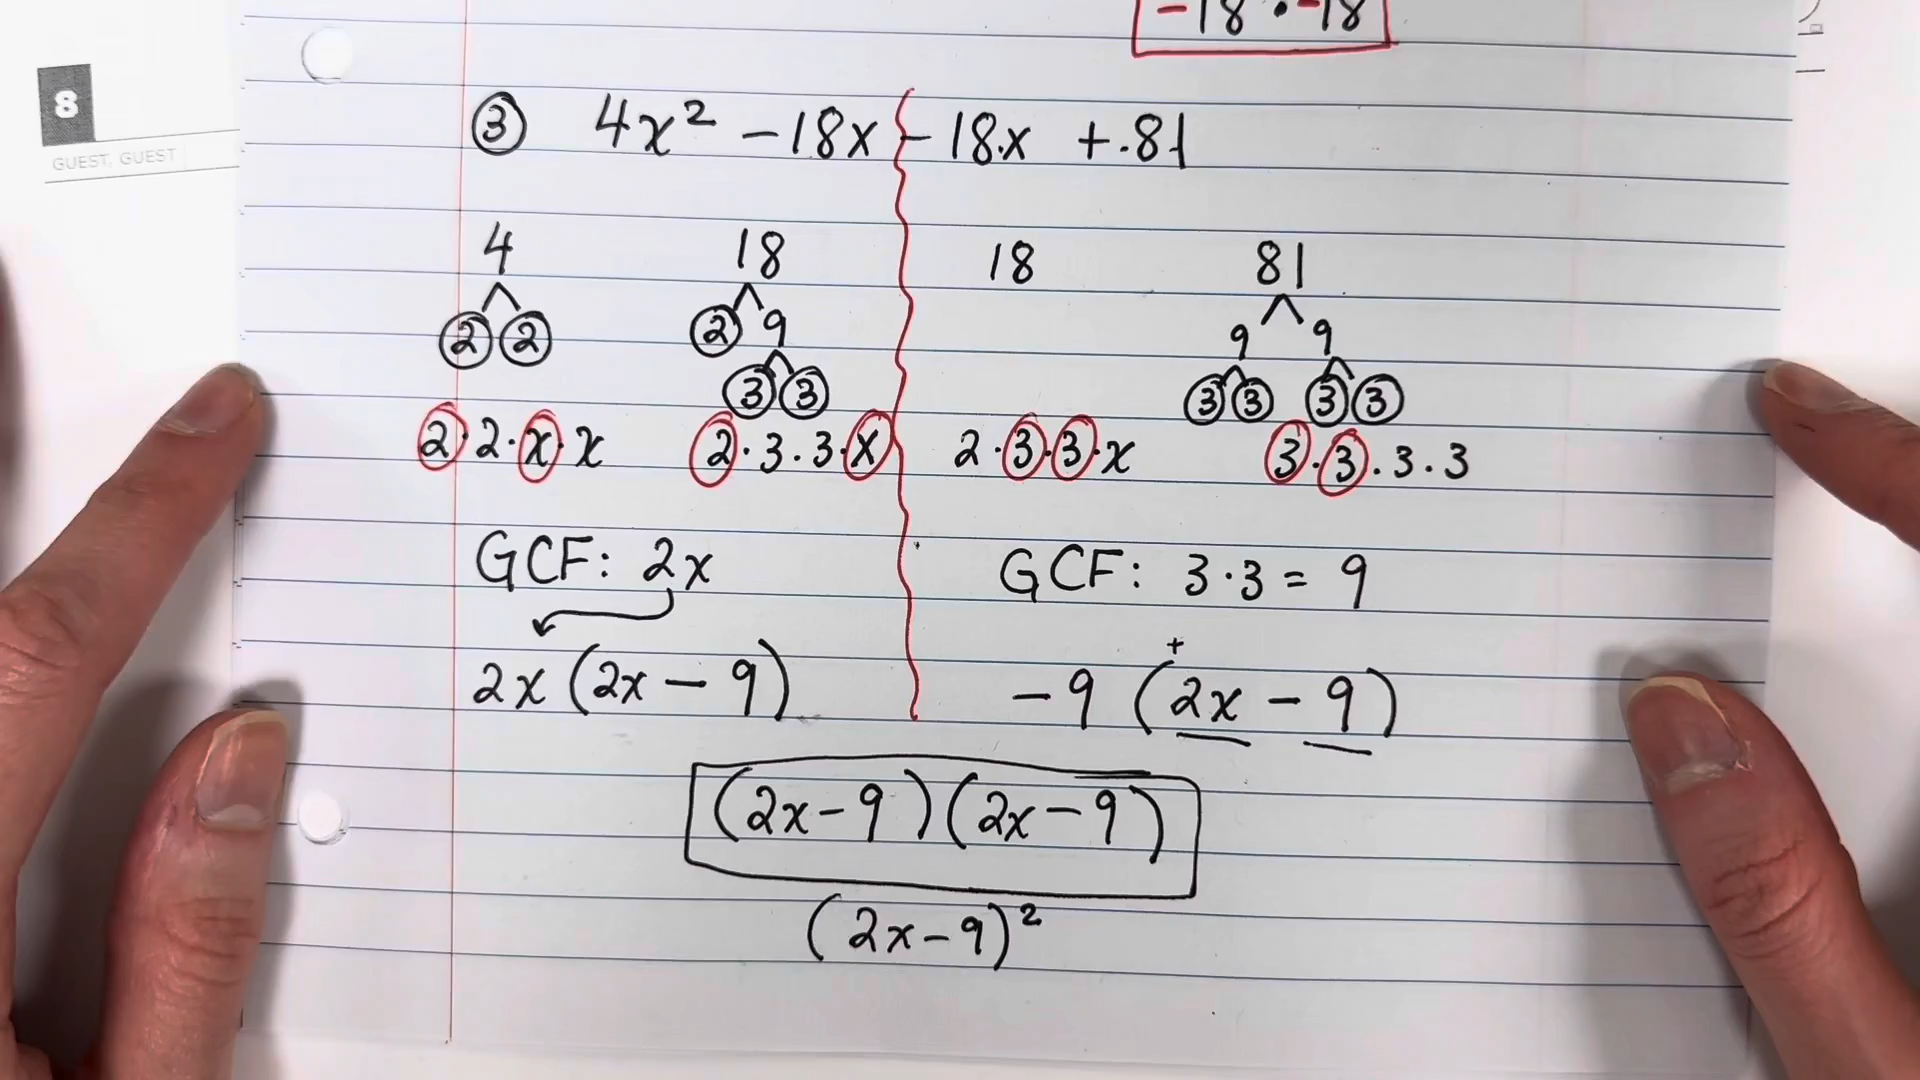 -18 · -18
8
GUEST, GUEST
③ 4x² - 18x - 18x + 81
4 18 18 81
2 2 2 9 9 9
3 3 3 3 3 3
2 · 2 · x · x 2 · 3 · 3 · x 2 · 3 · 3 · x 3 · 3 · 3 · 3
GCF: 2x GCF: 3 · 3 = 9
+
2x (2x - 9) -9 (2x - 9)
(2x - 9)(2x - 9)
(2x - 9)²